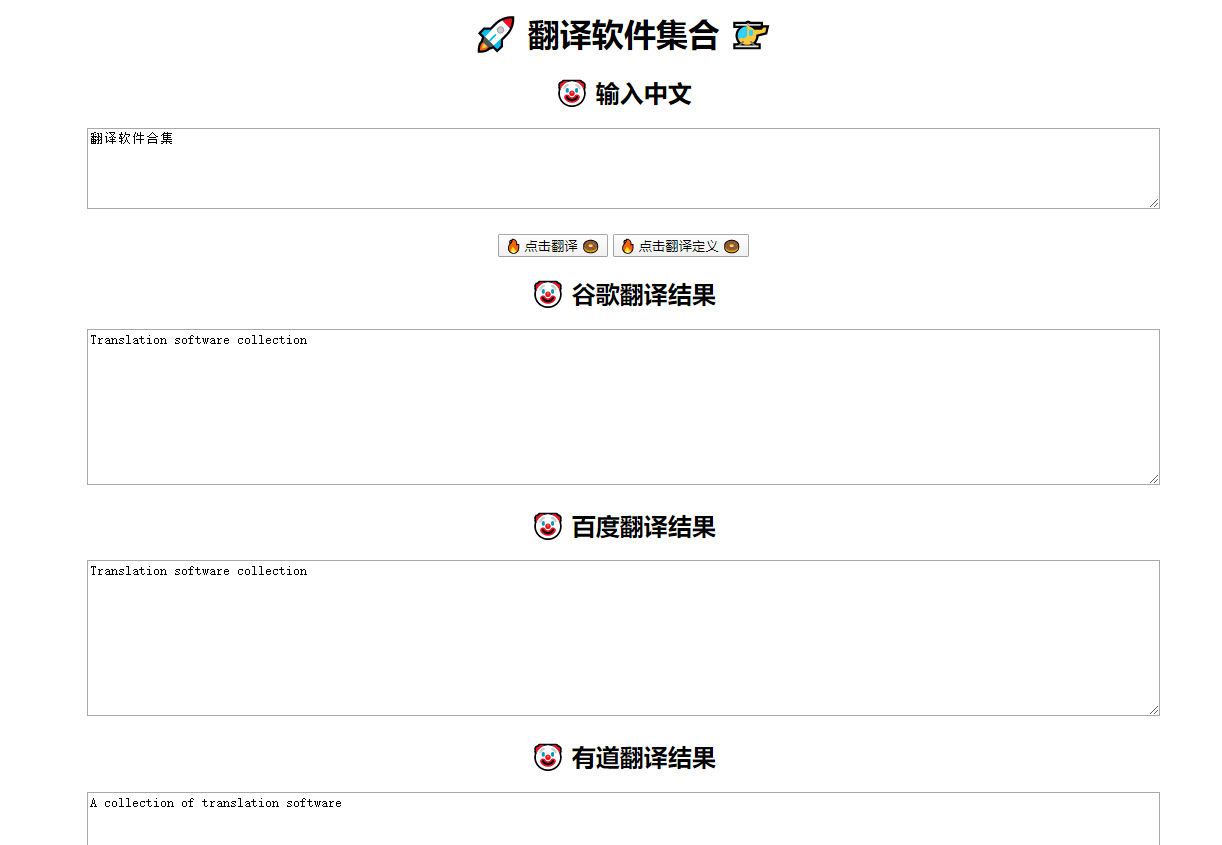 🚀 翻译软件集合 🚁
🤡 输入中文
翻译软件合集
🔥 点击翻译 🍩 🔥 点击翻译定义 🍩
🤡 谷歌翻译结果
Translation software collection
🤡 百度翻译结果
Translation software collection
🤡 有道翻译结果
A collection of translation software